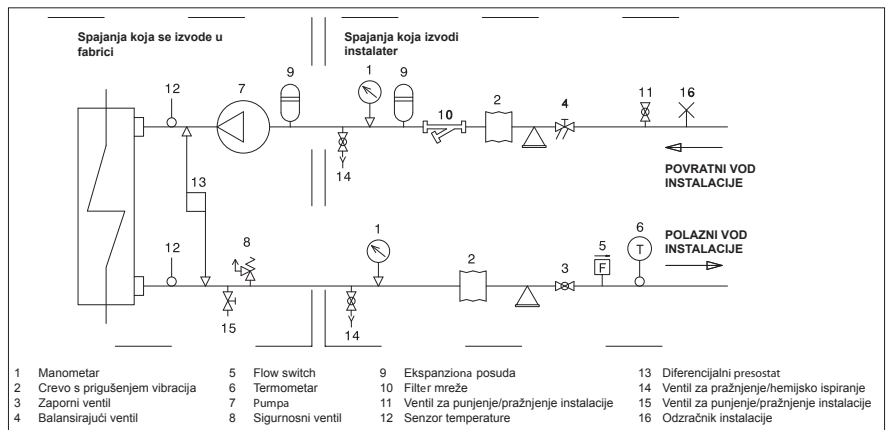 Spajanja koja se izvode u
fabrici
Spajanja koja izvodi
instalater
12
7
9
1
9
10
2
4
11
16
14
13
POVRATNI VOD
INSTALACIJE
12
8
1
2
3
5
6
F
T
POLAZNI VOD
INSTALACIJE
15
14
1 Manometar
2 Crevo s prigušenjem vibracija
3 Zaporni ventil
4 Balansirajući ventil
5 Flow switch
6 Termometar
7 Pumpa
8 Sigurnosni ventil
9 Ekspanziona posuda
10 Filter mreže
11 Ventil za punjenje/pražnjenje instalacije
12 Senzor temperature
13 Diferencijalni presostat
14 Ventil za pražnjenje/hemijsko ispiranje
15 Ventil za punjenje/pražnjenje instalacije
16 Odzračnik instalacije